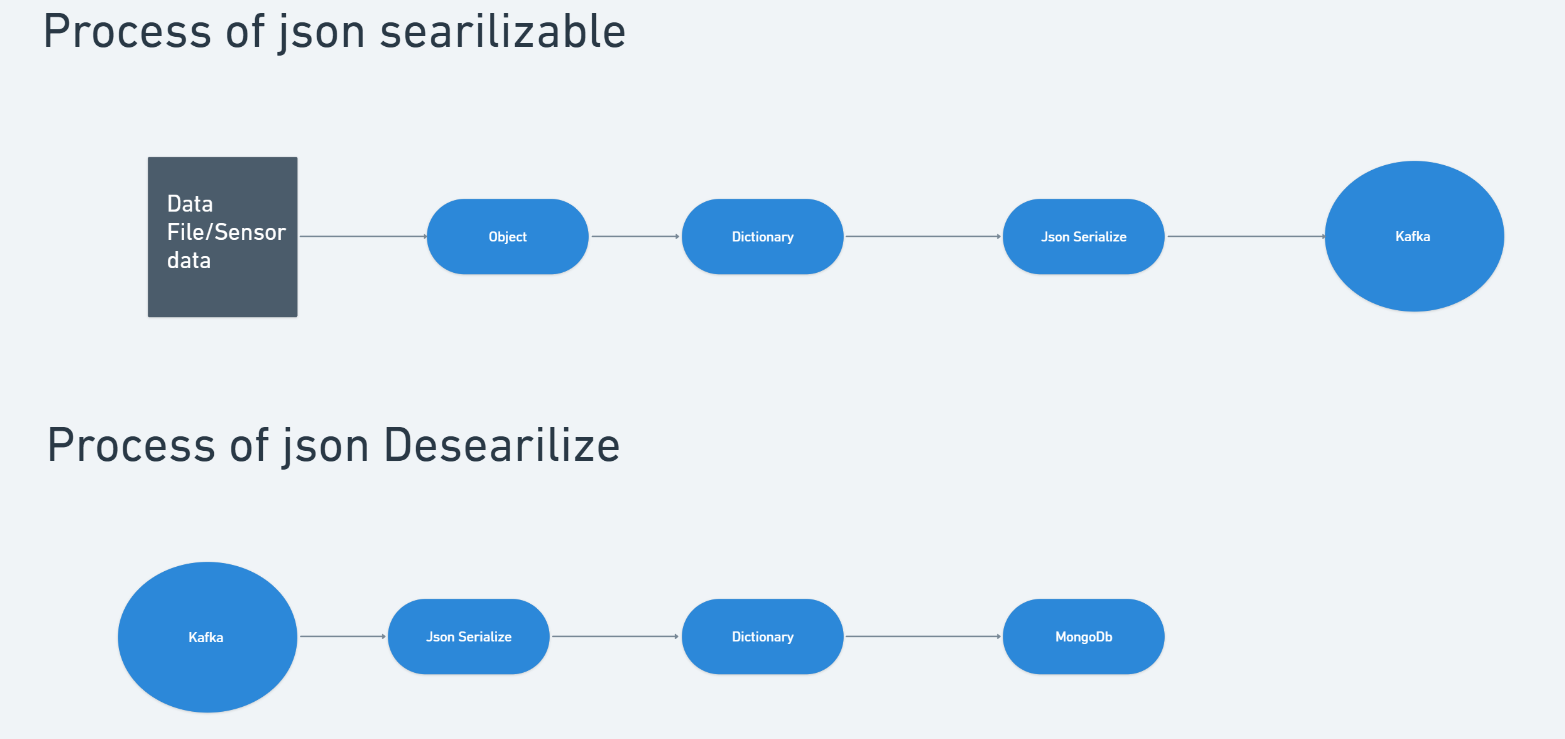 Process of json searilizable
Data
File/Sensor
data
Object
Dictionary
Json Serialize
Kafka
Process of json Desearilize
Kafka
Json Serialize
Dictionary
MongoDb